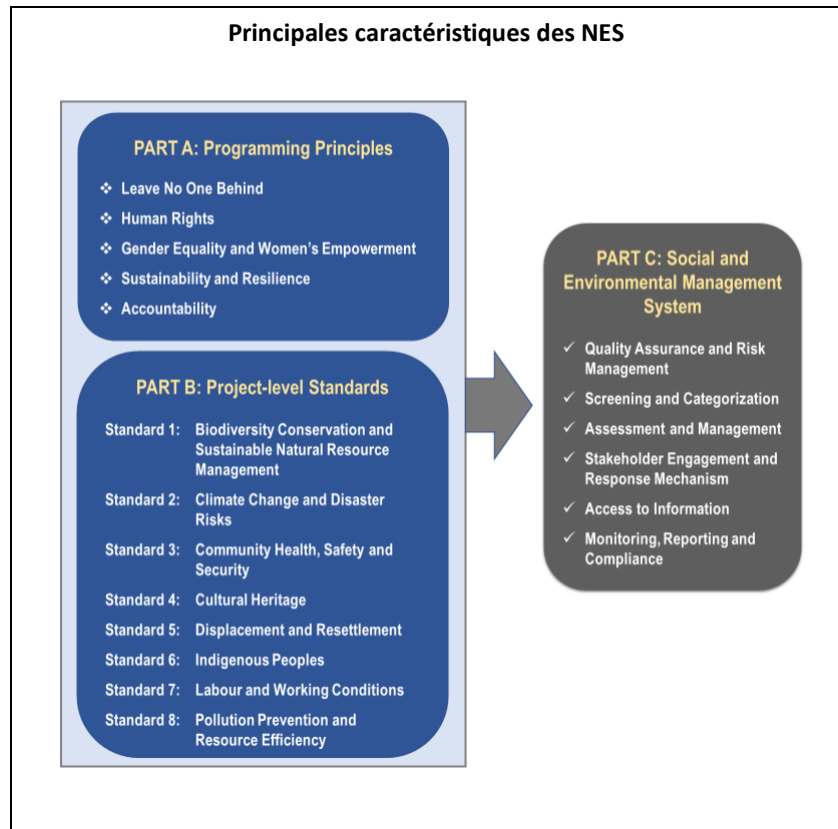 Principales caractéristiques des NES
PART A: Programming Principles
❖ Leave No One Behind
❖ Human Rights
❖ Gender Equality and Women's Empowerment
❖ Sustainability and Resilience
❖ Accountability
PART B: Project-level Standards
Standard 1: Biodiversity Conservation and
Sustainable Natural Resource
Management
Standard 2: Climate Change and Disaster
Risks
Standard 3: Community Health, Safety and
Security
Standard 4: Cultural Heritage
Standard 5: Displacement and Resettlement
Standard 6: Indigenous Peoples
Standard 7: Labour and Working Conditions
Standard 8: Pollution Prevention and
Resource Efficiency
PART C: Social and
Environmental Management
System
✓ Quality Assurance and Risk
Management
✓ Screening and Categorization
✓ Assessment and Management
✓ Stakeholder Engagement and
Response Mechanism
✓ Access to Information
✓ Monitoring, Reporting and
Compliance